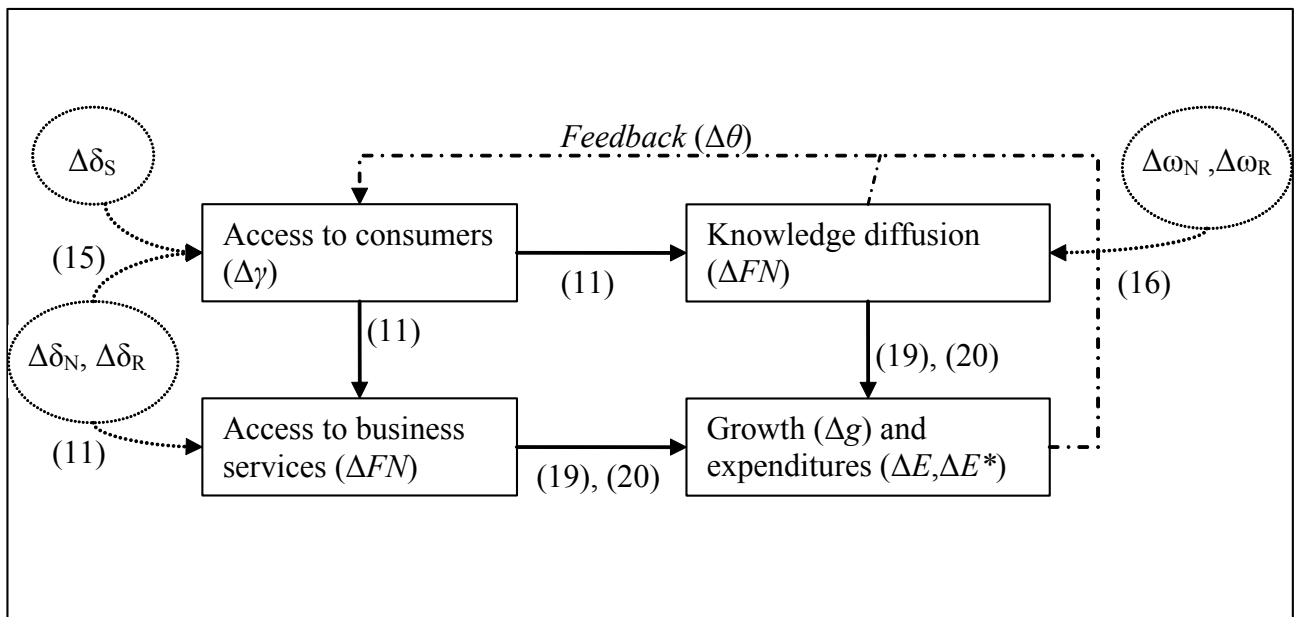 Feedback (Δθ)
Δδ_S
Δω_N ,Δω_R
Access to consumers
(Δγ)
Knowledge diffusion
(ΔFN)
(15)
(11)
(16)
(11)
(19), (20)
Δδ_N, Δδ_R
Access to business
services (ΔFN)
Growth (Δg) and
expenditures (ΔE,ΔE*)
(11)
(19), (20)